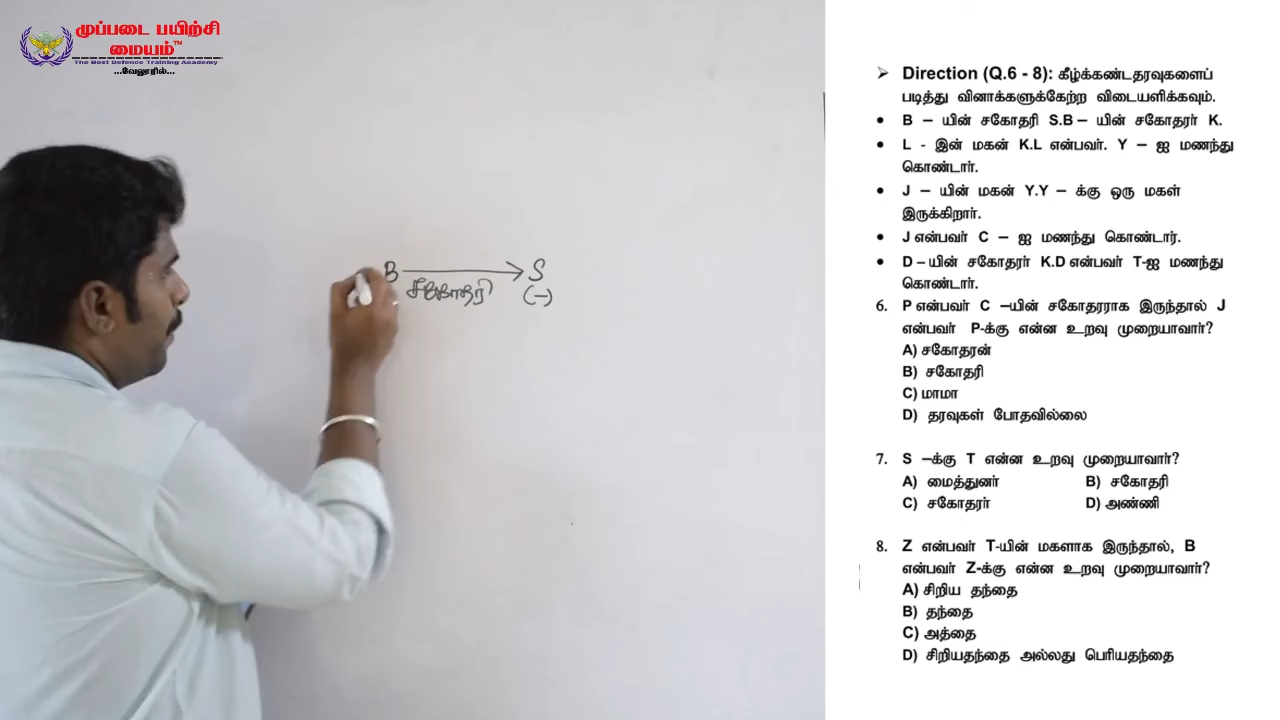 முப்படை பயிற்சி
மையம்™
The Best Defence Training Academy
...வேலூரில்...
B சகோதரி S
(-)
➢ Direction (Q.6 - 8): கீழ்க்கண்டதரவுகளைப்
படித்து வினாக்களுக்கேற்ற விடையளிக்கவும்.
• B – யின் சகோதரி S.B – யின் சகோதரர் K.
• L - இன் மகன் K.L என்பவர். Y – ஐ மணந்து
கொண்டார்.
• J – யின் மகன் Y.Y – க்கு ஒரு மகள்
இருக்கிறார்.
• J என்பவர் C – ஐ மணந்து கொண்டார்.
• D – யின் சகோதரர் K.D என்பவர் T-ஐ மணந்து
கொண்டார்.
6. P என்பவர் C –யின் சகோதரராக இருந்தால் J
என்பவர் P-க்கு என்ன உறவு முறையாவார்?
A) சகோதரன்
B) சகோதரி
C) மாமா
D) தரவுகள் போதவில்லை
7. S –க்கு T என்ன உறவு முறையாவார்?
A) மைத்துனர் B) சகோதரி
C) சகோதரர் D) அண்ணி
8. Z என்பவர் T-யின் மகளாக இருந்தால், B
என்பவர் Z-க்கு என்ன உறவு முறையாவார்?
A) சிறிய தந்தை
B) தந்தை
C) அத்தை
D) சிறியதந்தை அல்லது பெரியதந்தை